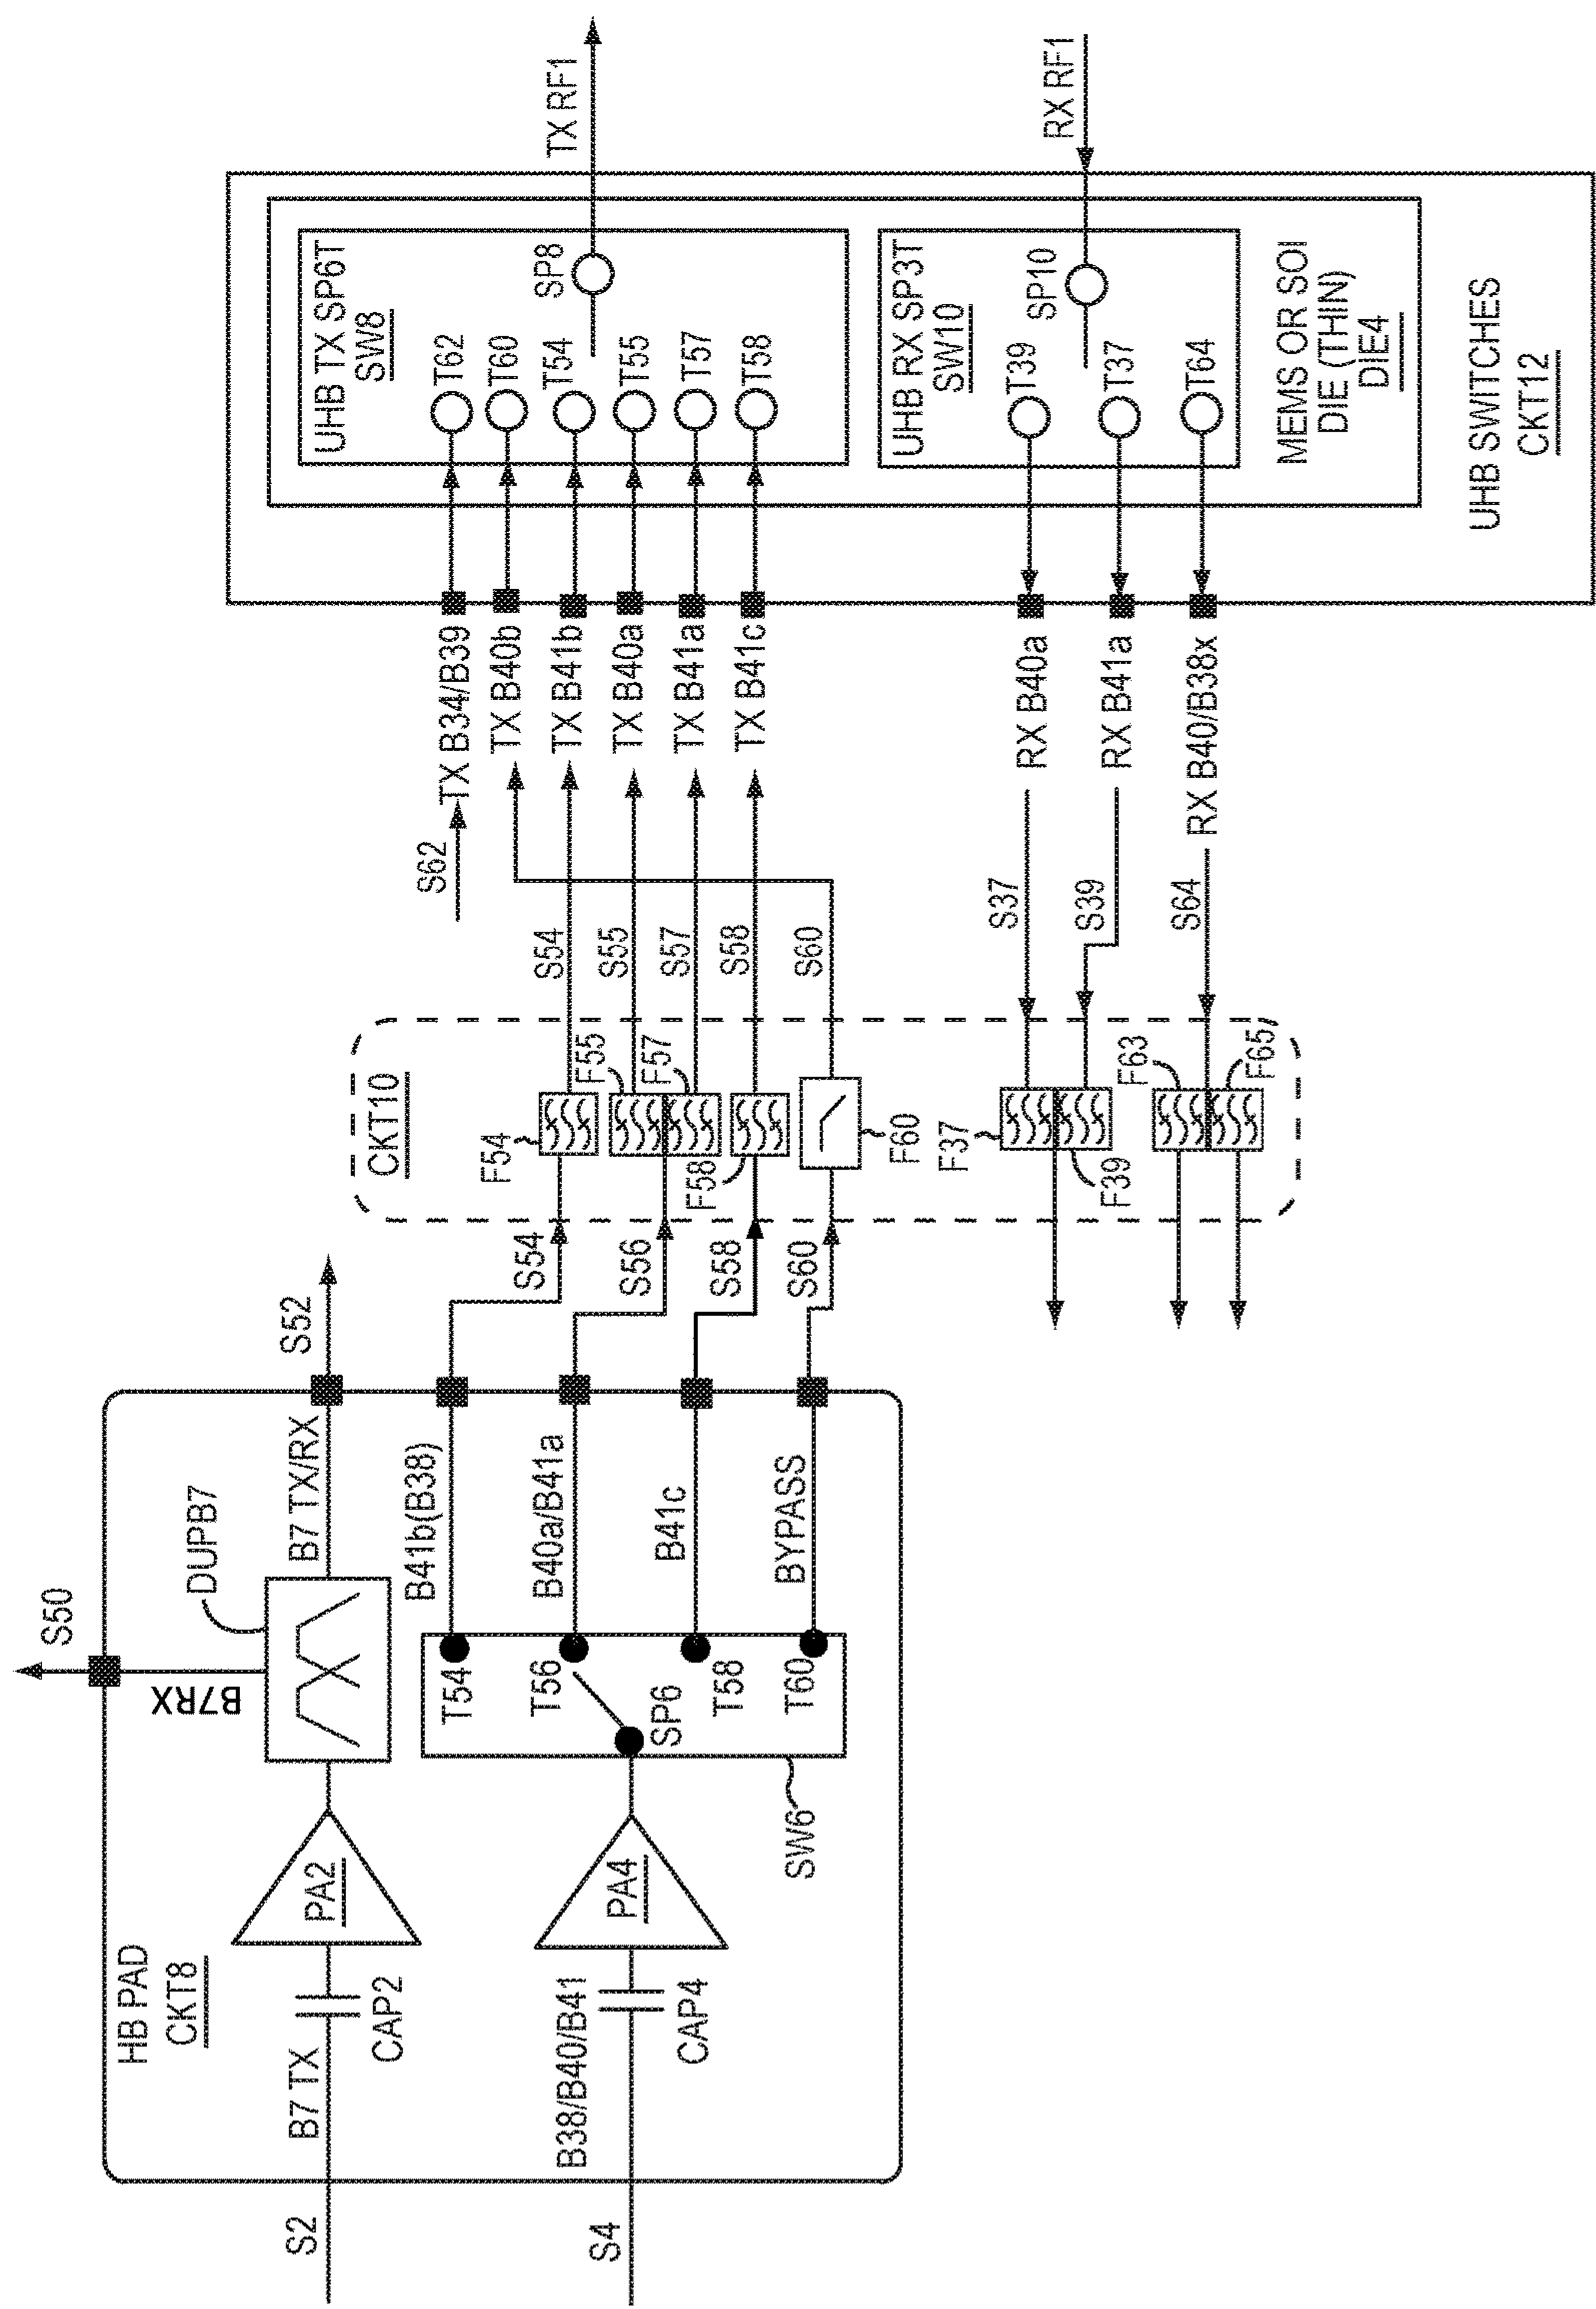 HB PAD
CKT8
S2
B7 TX
CAP2
PA2
S50
B7RX
DUPB7
B7 TX/RX
S52
S4
B38/B40/B41
CAP4
PA4
SW6
SP6
T54
T56
T58
T60
B41b(B38)
B40a/B41a
B41c
BYPASS
S54
S56
S58
S60
CKT10
F54
F55
F57
F58
F60
F37
F39
F63
F65
S54
S55
S57
S58
S60
S37
S39
S64
S62
TX B34/B39
TX B40b
TX B41b
TX B40a
TX B41a
TX B41c
RX B40a
RX B41a
RX B40/B38x
UHB TX SP6T
SW8
T62
T60
T54
T55
T57
T58
SP8
TX RF1
UHB RX SP3T
SW10
T39
T37
T64
SP10
RX RF1
MEMS OR SOI
DIE (THIN)
DIE4
UHB SWITCHES
CKT12